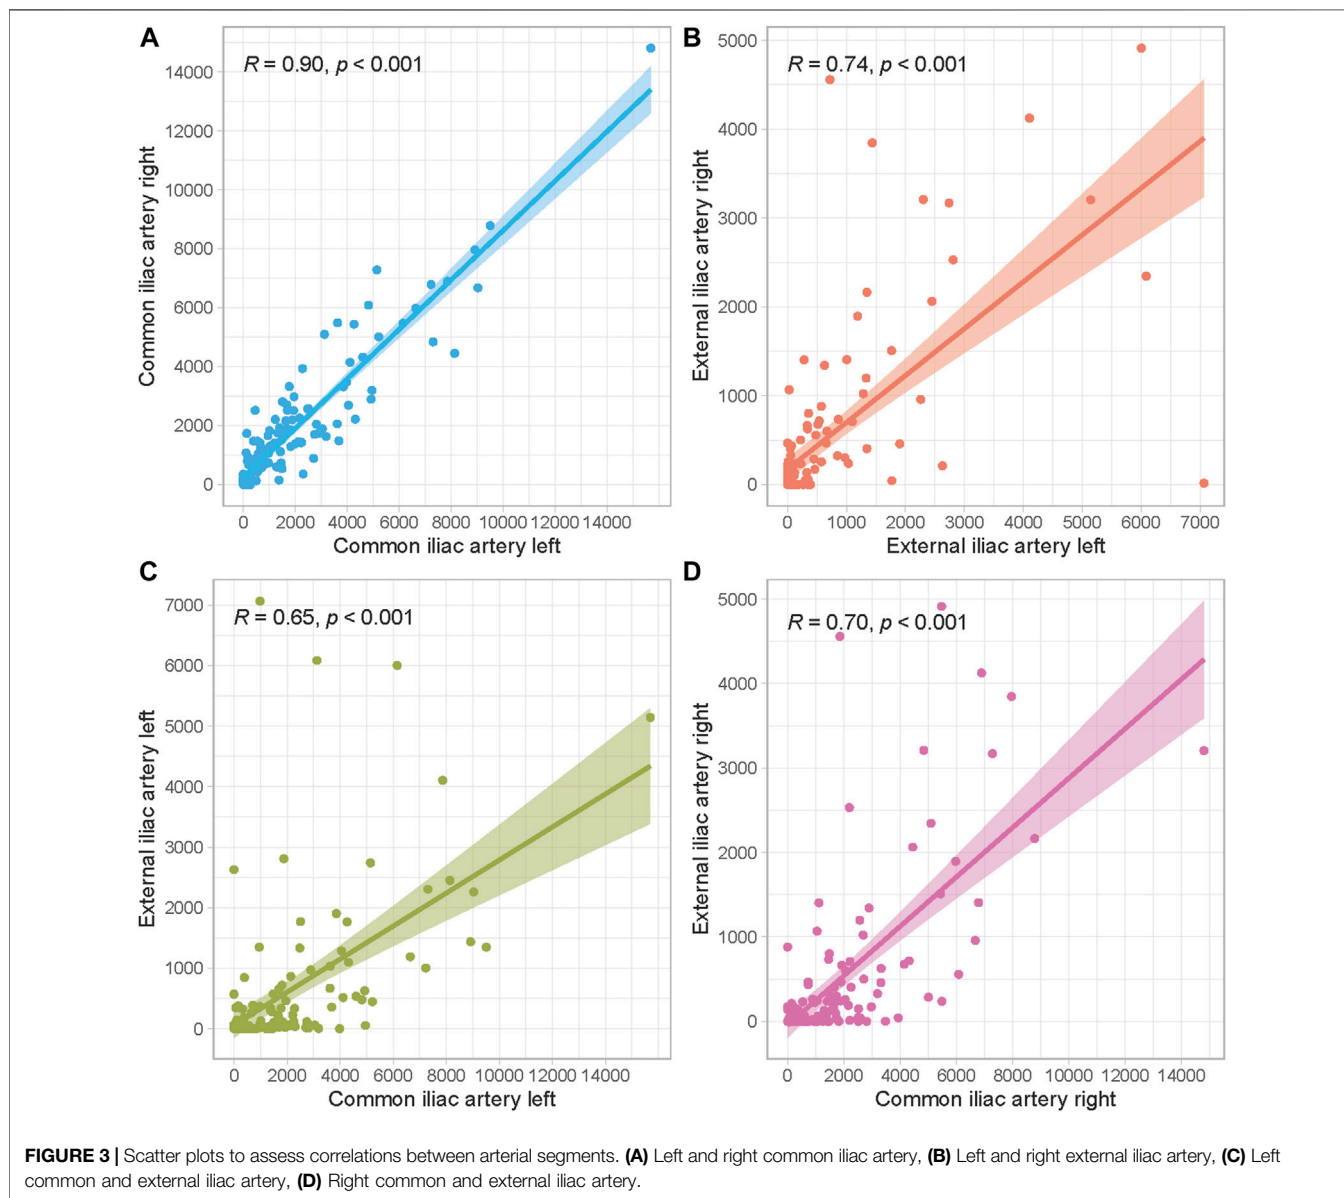 A
R = 0.90, p < 0.001
Common iliac artery right
14000
12000
10000
8000
6000
4000
2000
0
0 2000 4000 6000 8000 10000 12000 14000
Common iliac artery left
B
R = 0.74, p < 0.001
External iliac artery right
5000
4000
3000
2000
1000
0
0 1000 2000 3000 4000 5000 6000 7000
External iliac artery left
C
R = 0.65, p < 0.001
External iliac artery left
7000
6000
5000
4000
3000
2000
1000
0
0 2000 4000 6000 8000 10000 12000 14000
Common iliac artery left
D
R = 0.70, p < 0.001
External iliac artery right
5000
4000
3000
2000
1000
0
0 2000 4000 6000 8000 10000 12000 14000
Common iliac artery right
FIGURE 3 | Scatter plots to assess correlations between arterial segments. (A) Left and right common iliac artery, (B) Left and right external iliac artery, (C) Left
common and external iliac artery, (D) Right common and external iliac artery.